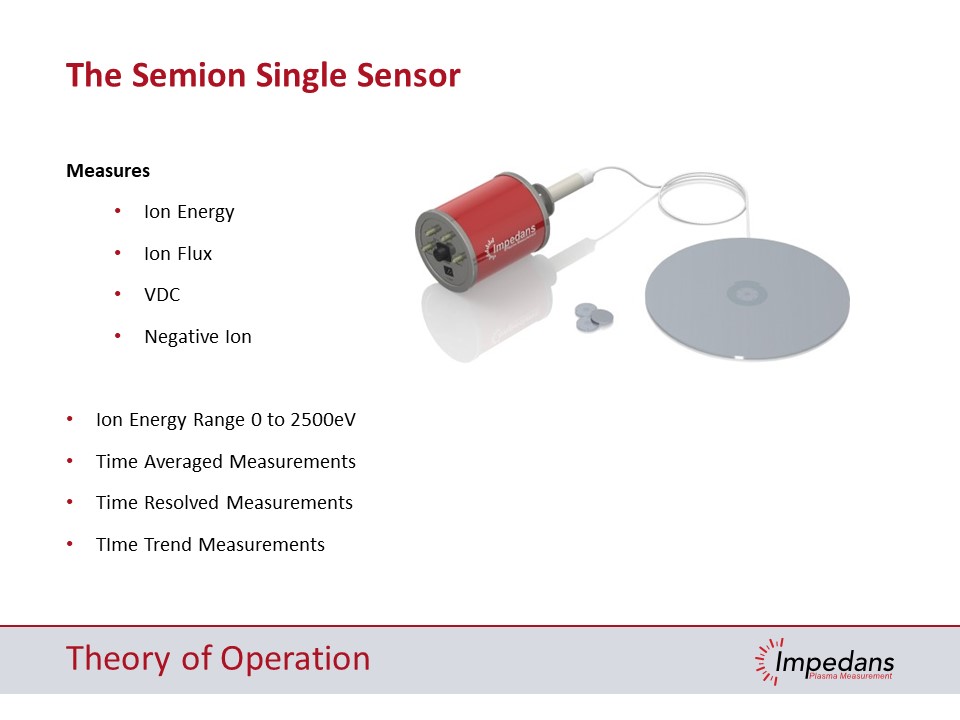 The Semion Single Sensor
Measures
• Ion Energy
• Ion Flux
• VDC
• Negative Ion
• Ion Energy Range 0 to 2500eV
• Time Averaged Measurements
• Time Resolved Measurements
• TIme Trend Measurements
Impedans
Theory of Operation
Impedans
Plasma Measurement